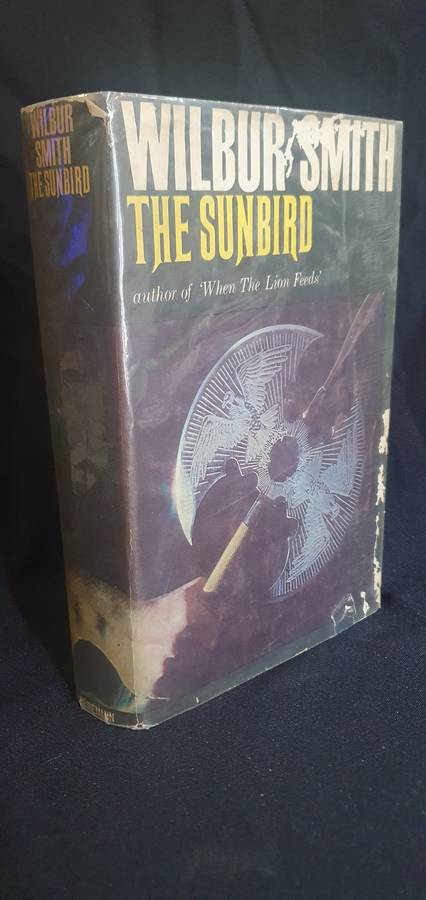 WILBUR
SMITH
THE SUNBIRD
WILBUR SMITH
THE SUNBIRD
author of 'When The Lion Feeds'